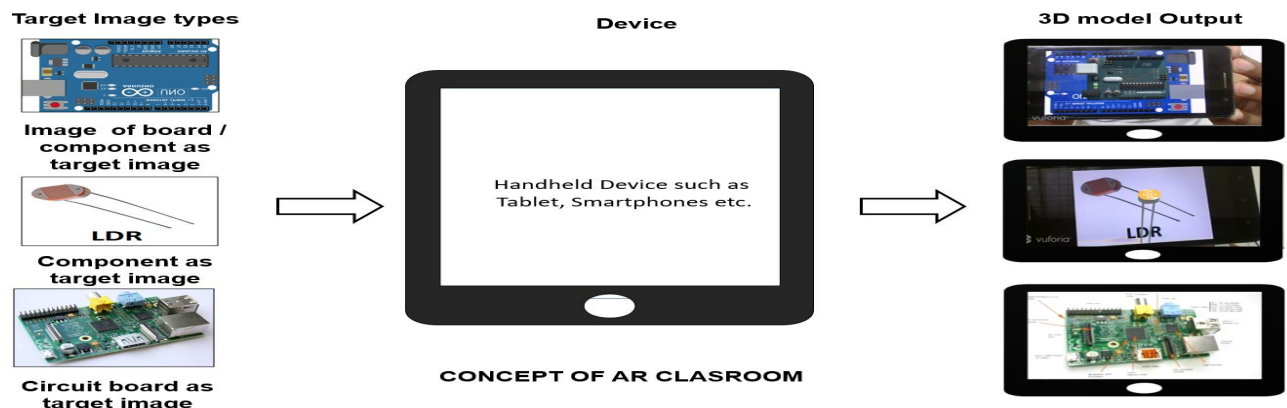 Target Image types
Device
3D model Output
ONU
Image of board /
component as
target image
LDR
Component as
target image
Circuit board as
target image
Handheld Device such as
Tablet, Smartphones etc.
CONCEPT OF AR CLASROOM
vuforia
LDR
vuforia